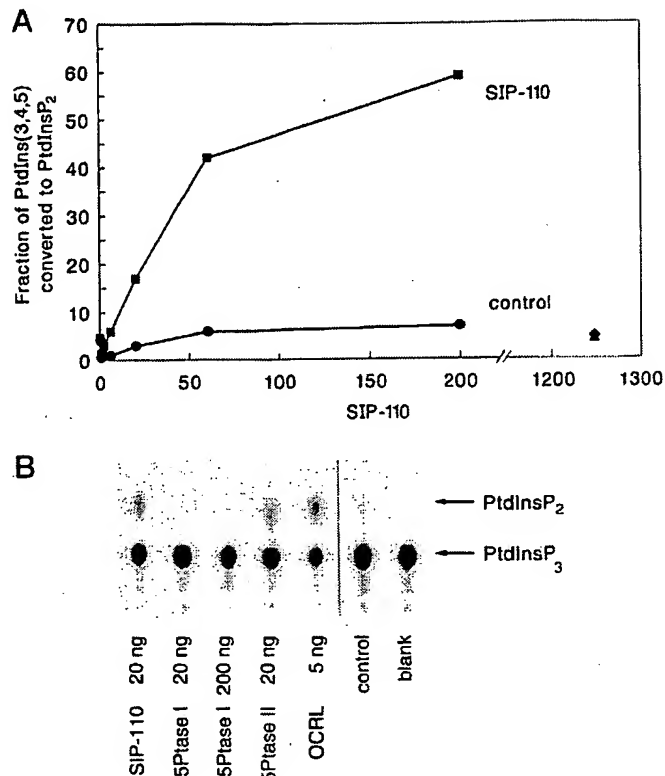 A
Fraction of PtdIns(3,4,5)
converted to PtdInsP2
70
60
50
40
30
20
10
0
SIP-110
control
0
50
100
150
200
1200
1300
SIP-110
B
PtdInsP2
PtdInsP3
SIP-110 20 ng
5Ptase I 20 ng
5Ptase I 200 ng
5Ptase II 20 ng
OCRL 5 ng
control
blank